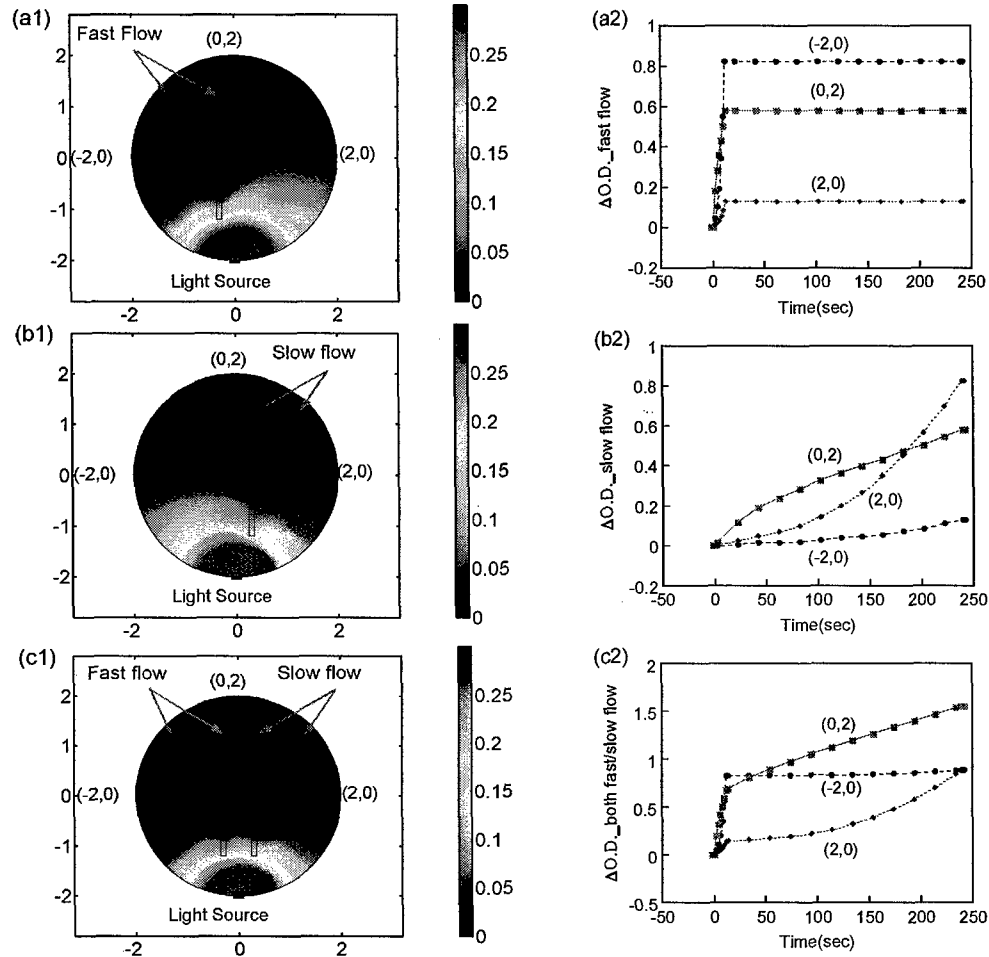 (a1)
Fast Flow
(0,2)
2
1
0
-1
-2
(-2,0)
(2,0)
Light Source
-2 0 2
0.25
0.2
0.15
0.1
0.05
0
(a2)
ΔO.D._fast flow
1
0.8
0.6
0.4
0.2
0
-0.2
(-2,0)
(0,2)
(2,0)
-50 0 50 100 150 200 250
Time(sec)
(b1)
Slow flow
(0,2)
2
1
0
-1
-2
(-2,0)
(2,0)
Light Source
-2 0 2
0.25
0.2
0.15
0.1
0.05
0
(b2)
ΔO.D._slow flow
1
0.8
0.6
0.4
0.2
0
-0.2
(0,2)
(2,0)
(-2,0)
-50 0 50 100 150 200 250
Time(sec)
(c1)
Fast flow
Slow flow
(0,2)
2
1
0
-1
-2
(-2,0)
(2,0)
Light Source
-2 0 2
0.25
0.2
0.15
0.1
0.05
0
(c2)
ΔO.D._both fast/slow flow
2
1.5
1
0.5
0
-0.5
(0,2)
(-2,0)
(2,0)
-50 0 50 100 150 200 250
Time(sec)